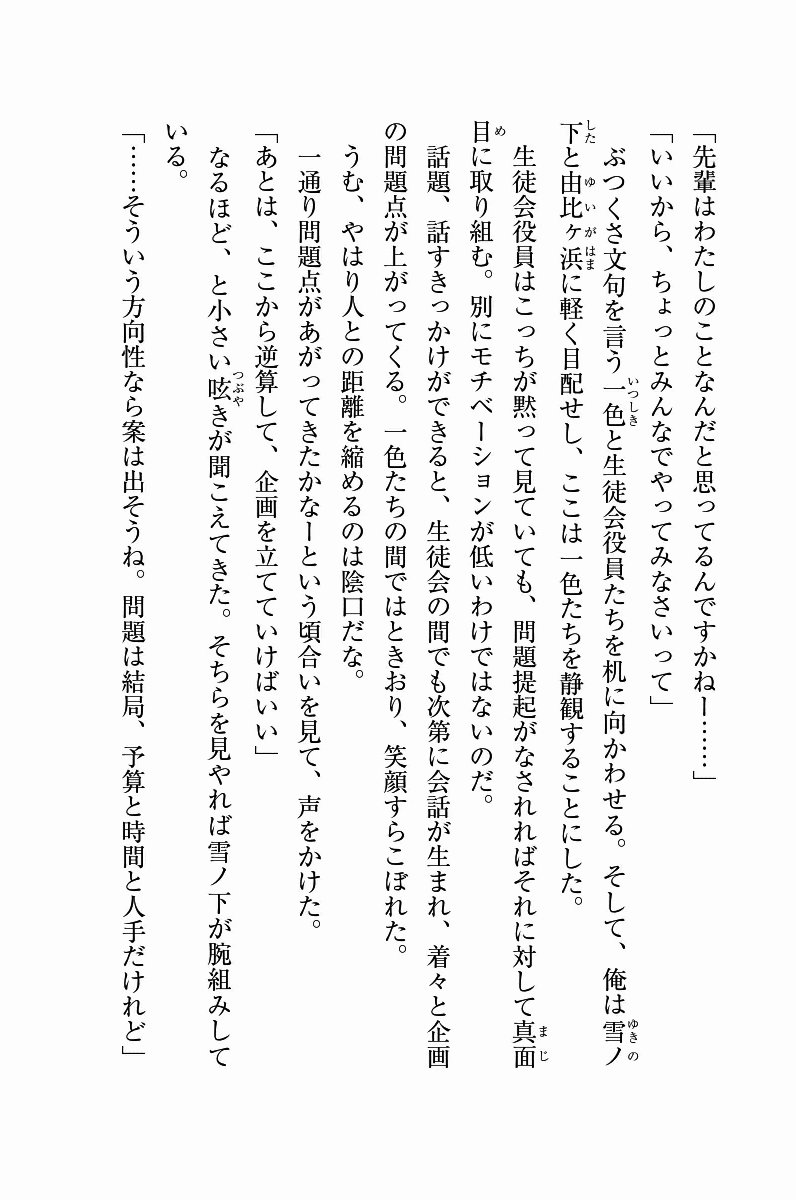 「先輩はわたしのことなんだと思ってるんですかねー……」
「いいから、ちょっとみんなでやってみなさいって」
ぶつくさ文句を言う一色と生徒会役員たちを机に向かわせる。そして、俺は雪ノ
下と由比ヶ浜に軽く目配せし、ここは一色たちを静観することにした。
生徒会役員はこっちが黙って見ていても、問題提起がなされればそれに対して真面
目に取り組む。別にモチベーションが低いわけではないのだ。
話題、話すきっかけができると、生徒会の間でも次第に会話が生まれ、着々と企画
の問題点が上がってくる。一色たちの間ではときおり、笑顔すらこぼれた。
うむ、やはり人との距離を縮めるのは陰口だな。
一通り問題点があがってきたかなーという頃合いを見て、声をかけた。
「あとは、ここから逆算して、企画を立てていけばいい」
なるほど、と小さい呟きが聞こえてきた。そちらを見やれば雪ノ下が腕組みして
いる。
「……そういう方向性なら案は出そうね。問題は結局、予算と時間と人手だけれど」